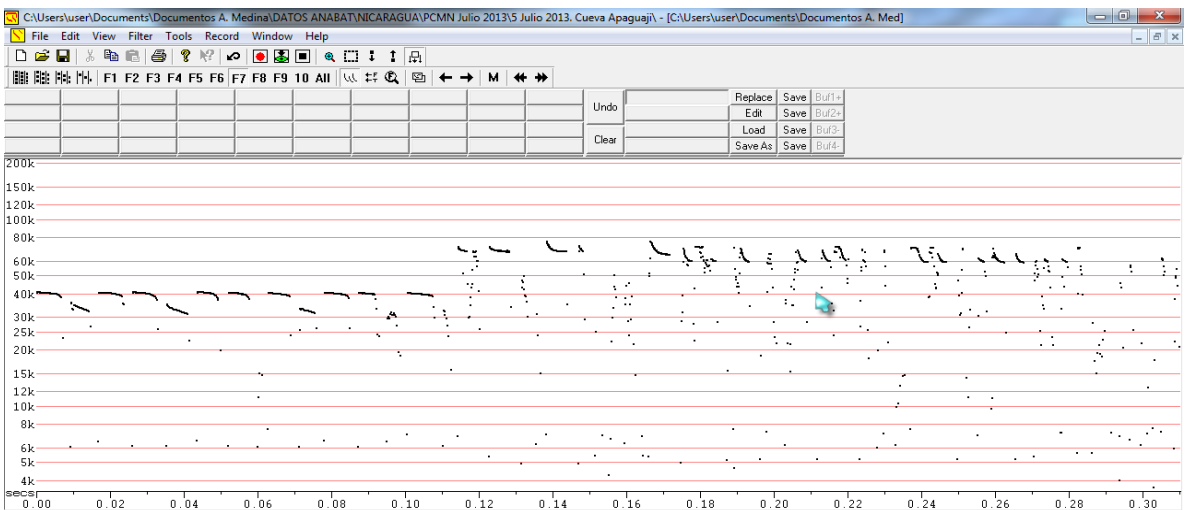 C:\Users\user\Documents\Documentos A. Medina\DATOS ANABAT\NICARAGUA\PCMN Julio 2013\5 Julio 2013. Cueva Apaguaji\ - [C:\Users\user\Documents\Documentos A. Med]
File Edit View Filter Tools Record Window Help
F1 F2 F3 F4 F5 F6 F7 F8 F9 10 All M
Undo Replace Save Buf1+
Edit Save Buf2+
Clear Load Save Buf3-
Save As Save Buf4-
200k
150k
120k
100k
80k
60k
50k
40k
30k
25k
20k
15k
12k
10k
8k
6k
5k
4k
secs
0.00 0.02 0.04 0.06 0.08 0.10 0.12 0.14 0.16 0.18 0.20 0.22 0.24 0.26 0.28 0.30